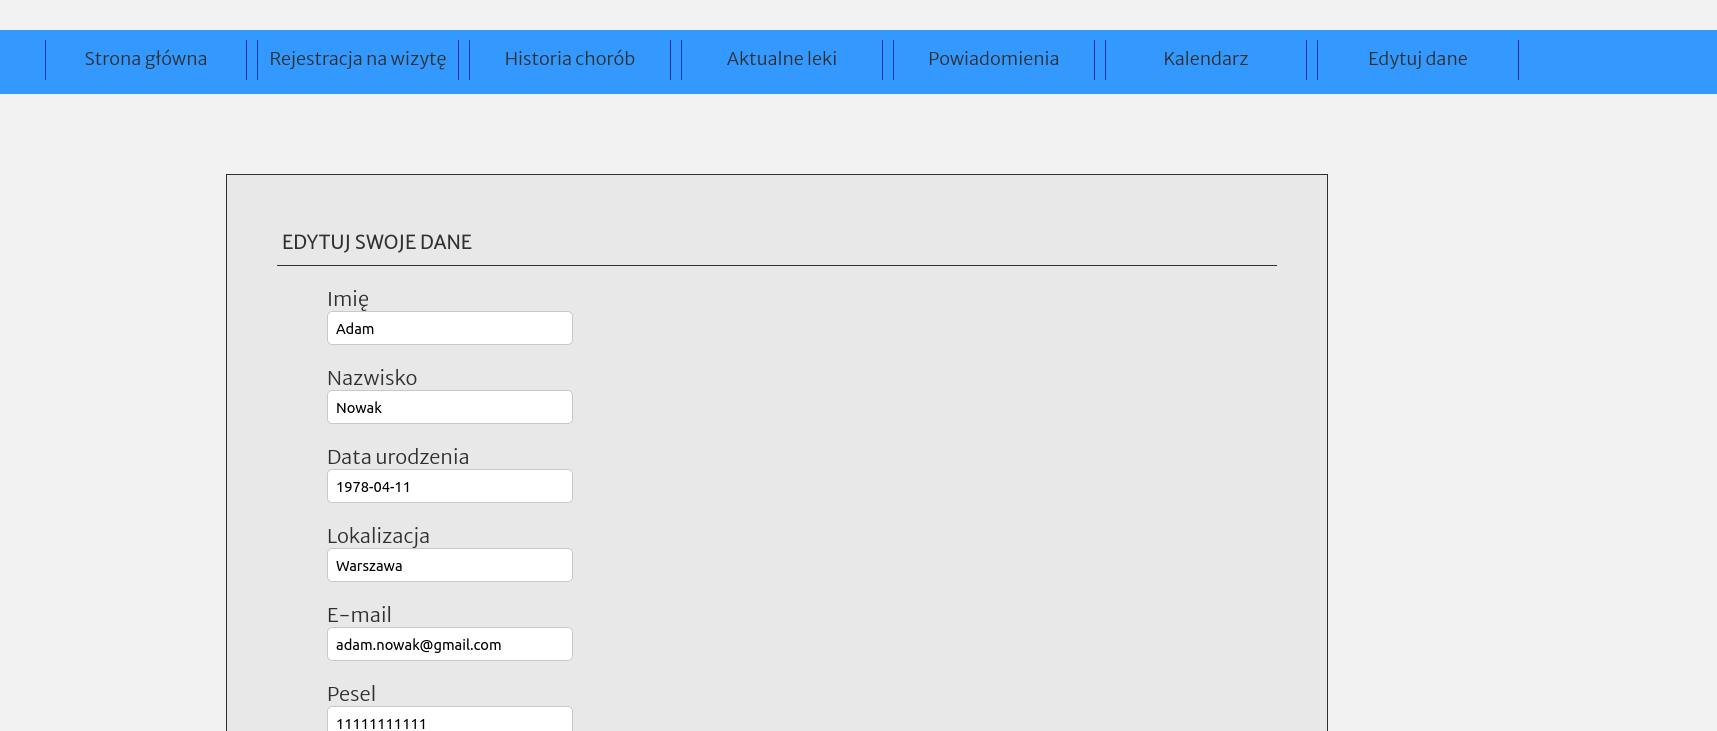 Strona główna Rejestracja na wizytę Historia chorób Aktualne leki Powiadomienia Kalendarz Edytuj dane
EDYTUJ SWOJE DANE
Imię
Adam
Nazwisko
Nowak
Data urodzenia
1978-04-11
Lokalizacja
Warszawa
E-mail
adam.nowak@gmail.com
Pesel
11111111111